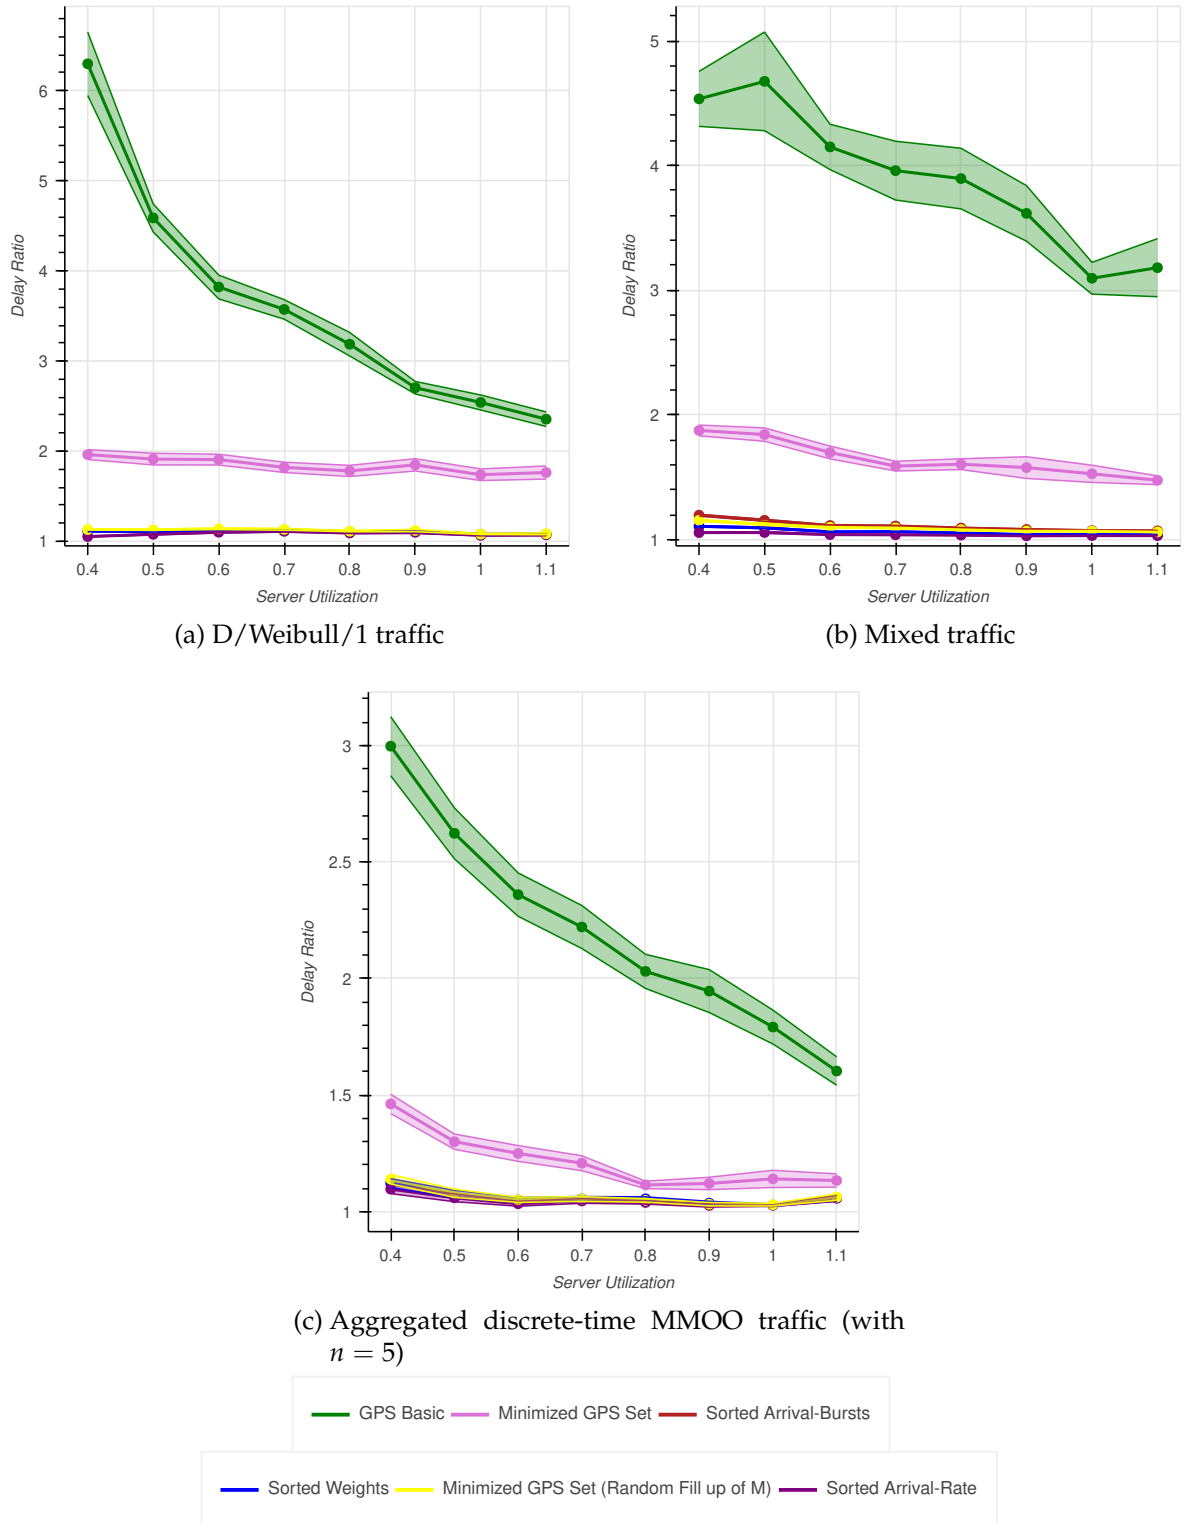 6
5
4
3
2
1
Delay Ratio
0.4 0.5 0.6 0.7 0.8 0.9 1 1.1
Server Utilization
(a) D/Weibull/1 traffic
5
4
3
2
1
Delay Ratio
0.4 0.5 0.6 0.7 0.8 0.9 1 1.1
Server Utilization
(b) Mixed traffic
3
2.5
2
1.5
1
Delay Ratio
0.4 0.5 0.6 0.7 0.8 0.9 1 1.1
Server Utilization
(c) Aggregated discrete-time MMOO traffic (with
n = 5)
GPS Basic Minimized GPS Set Sorted Arrival-Bursts
Sorted Weights Minimized GPS Set (Random Fill up of M) Sorted Arrival-Rate